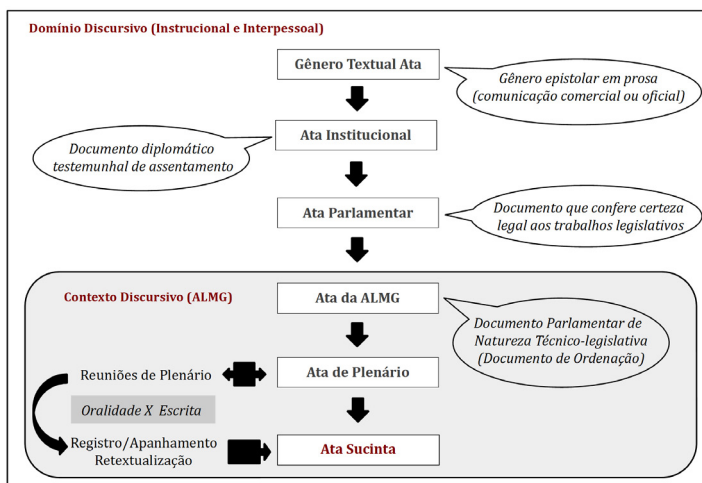 Domínio Discursivo (Instrucional e Interpessoal)
Gênero Textual Ata
Gênero epistolar em prosa
(comunicação comercial ou oficial)
Ata Institucional
Documento diplomático
testemunhal de assentamento
Ata Parlamentar
Documento que confere certeza
legal aos trabalhos legislativos
Contexto Discursivo (ALMG)
Ata da ALMG
Documento Parlamentar de
Natureza Técnico-legislativa
(Documento de Ordenação)
Reuniões de Plenário
Ata de Plenário
Oralidade X Escrita
Registro/Apanhamento
Retextualização
Ata Sucinta